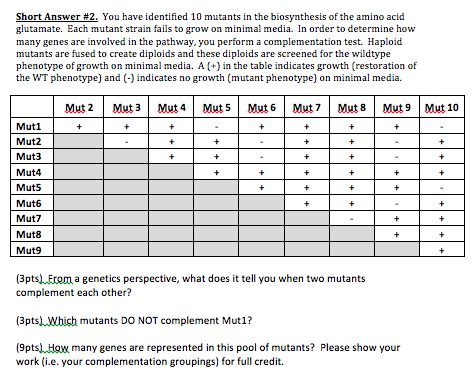 Short Answer #2. You have identified 10 mutants in the biosynthesis of the amino acid
glutamate. Each mutant strain fails to grow on minimal media. In order to determine how
many genes are involved in the pathway, you perform a complementation test. Haploid
mutants are fused to create diploids and these diploids are screened for the wildtype
phenotype of growth on minimal media. A (+) in the table indicates growth (restoration of
the WT phenotype) and (-) indicates no growth (mutant phenotype) on minimal media.
Mut 2 Mut 3 Mut 4 Mut 5 Mut 6 Mut 7 Mut 8 Mut 9 Mut 10
Mut1 + + + - + + + + -
Mut2 - + + - + + - +
Mut3 + + - + + - +
Mut4 + + + + + +
Mut5 + + + + -
Mut6 + + - +
Mut7 - + +
Mut8 + +
Mut9 +
(3pts) From a genetics perspective, what does it tell you when two mutants
complement each other?
(3pts) Which mutants DO NOT complement Mut1?
(9pts) How many genes are represented in this pool of mutants? Please show your
work (i.e. your complementation groupings) for full credit.